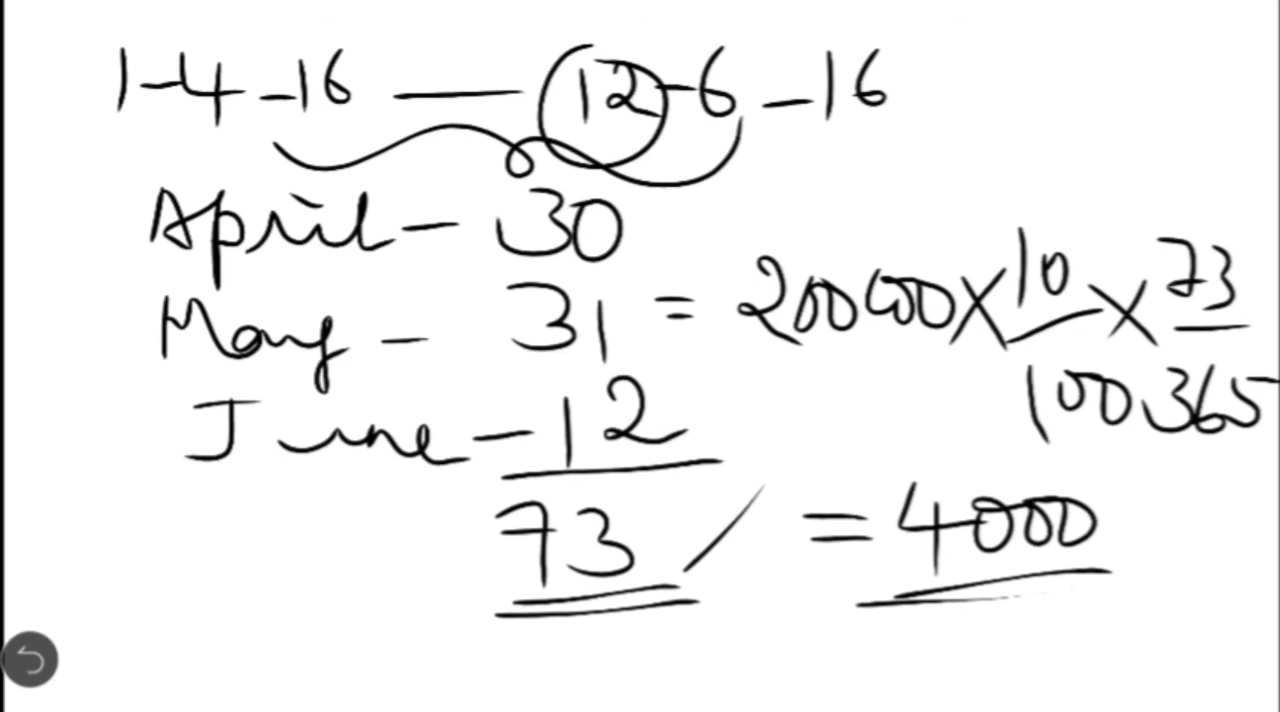 1-4-16 — 12-6-16
April - 30
May - 31 = 200000 × 10/100 × 73/365
June - 12
73 / = 4000